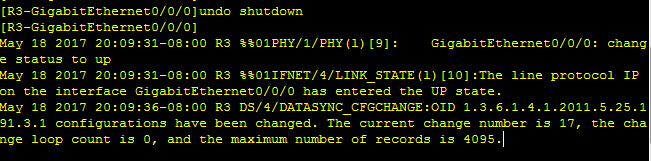 [R3-GigabitEthernet0/0/0]undo shutdown
[R3-GigabitEthernet0/0/0]
May 18 2017 20:09:31-08:00 R3 %%01PHY/1/PHY(l)[9]:    GigabitEthernet0/0/0: chang
e status to up
May 18 2017 20:09:31-08:00 R3 %%01IFNET/4/LINK_STATE(l)[10]:The line protocol IP
on the interface GigabitEthernet0/0/0 has entered the UP state.
May 18 2017 20:09:36-08:00 R3 DS/4/DATASYNC_CFGCHANGE:OID 1.3.6.1.4.1.2011.5.25.1
91.3.1 configurations have been changed. The current change number is 17, the cha
nge loop count is 0, and the maximum number of records is 4095.